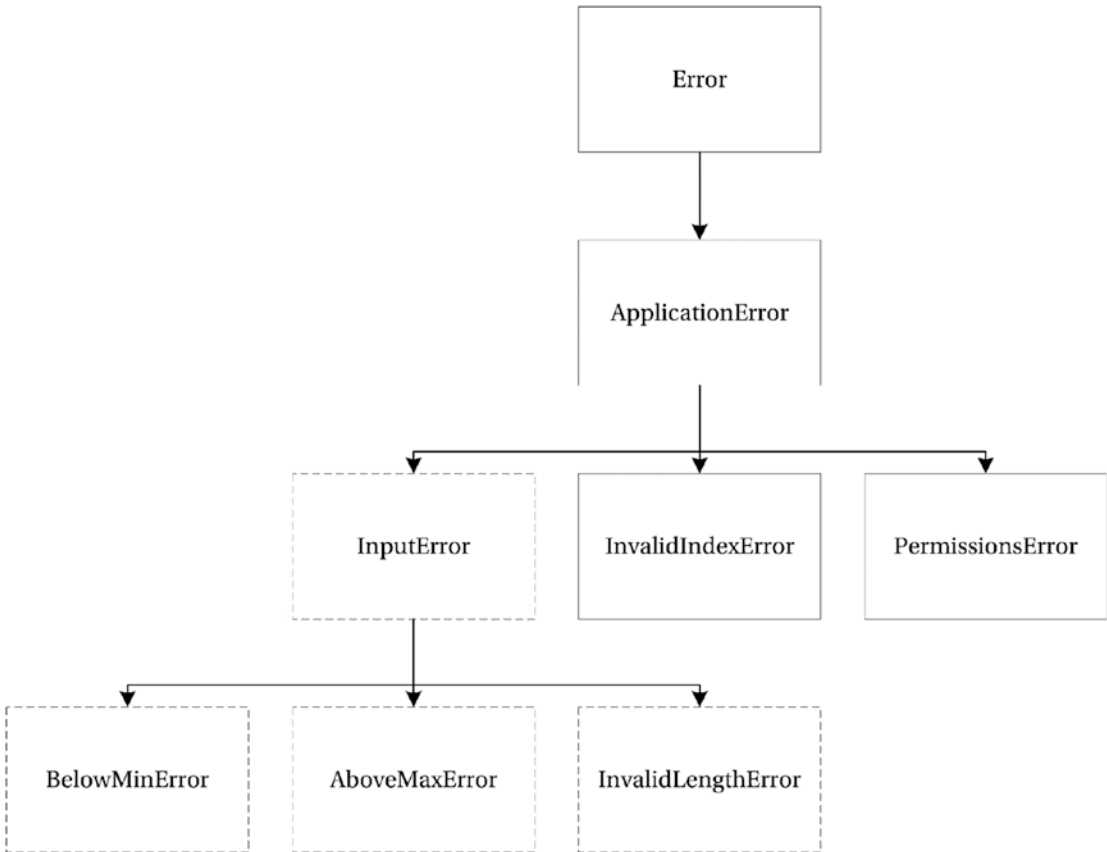 Error
ApplicationError
InputError
InvalidIndexError
PermissionsError
BelowMinError
AboveMaxError
InvalidLengthError